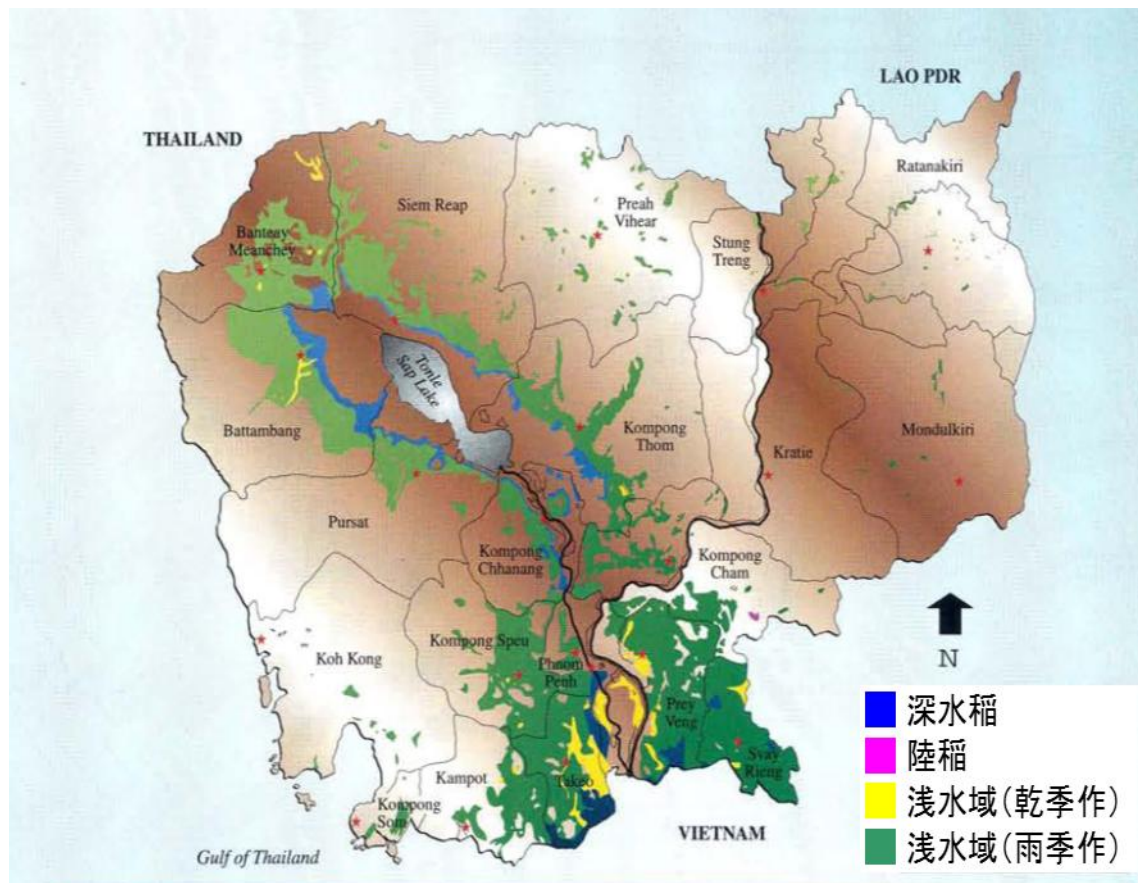 LAO PDR
THAILAND
Ratanakiri
Siem Reap
Preah
Vihear
Banteay
Meanchey
Stung
Treng
Tonle
Sap Lake
Battambang
Kompong
Thom
Kratie
Mondulkiri
Pursat
Kompong
Chhanang
Kompong
Cham
Kompong Speu
Koh Kong
Phnom
Penh
N
Prey
Veng
Svay
Rieng
Kampot
Takeo
Kompong
Som
VIETNAM
Gulf of Thailand
深水稲
陸稲
浅水域(乾季作)
浅水域(雨季作)